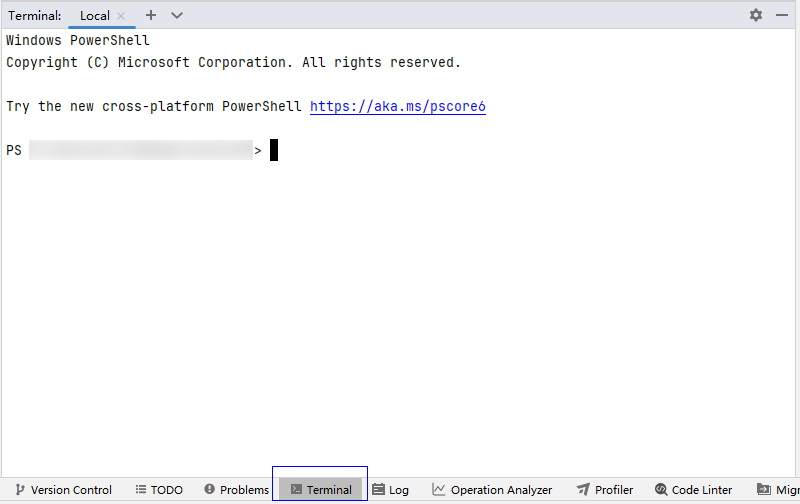 Terminal: Local
Windows PowerShell
Copyright (C) Microsoft Corporation. All rights reserved.
Try the new cross-platform PowerShell https://aka.ms/pscore6
PS >
Version Control TODO Problems Terminal Log Operation Analyzer Profiler Code Linter Migr